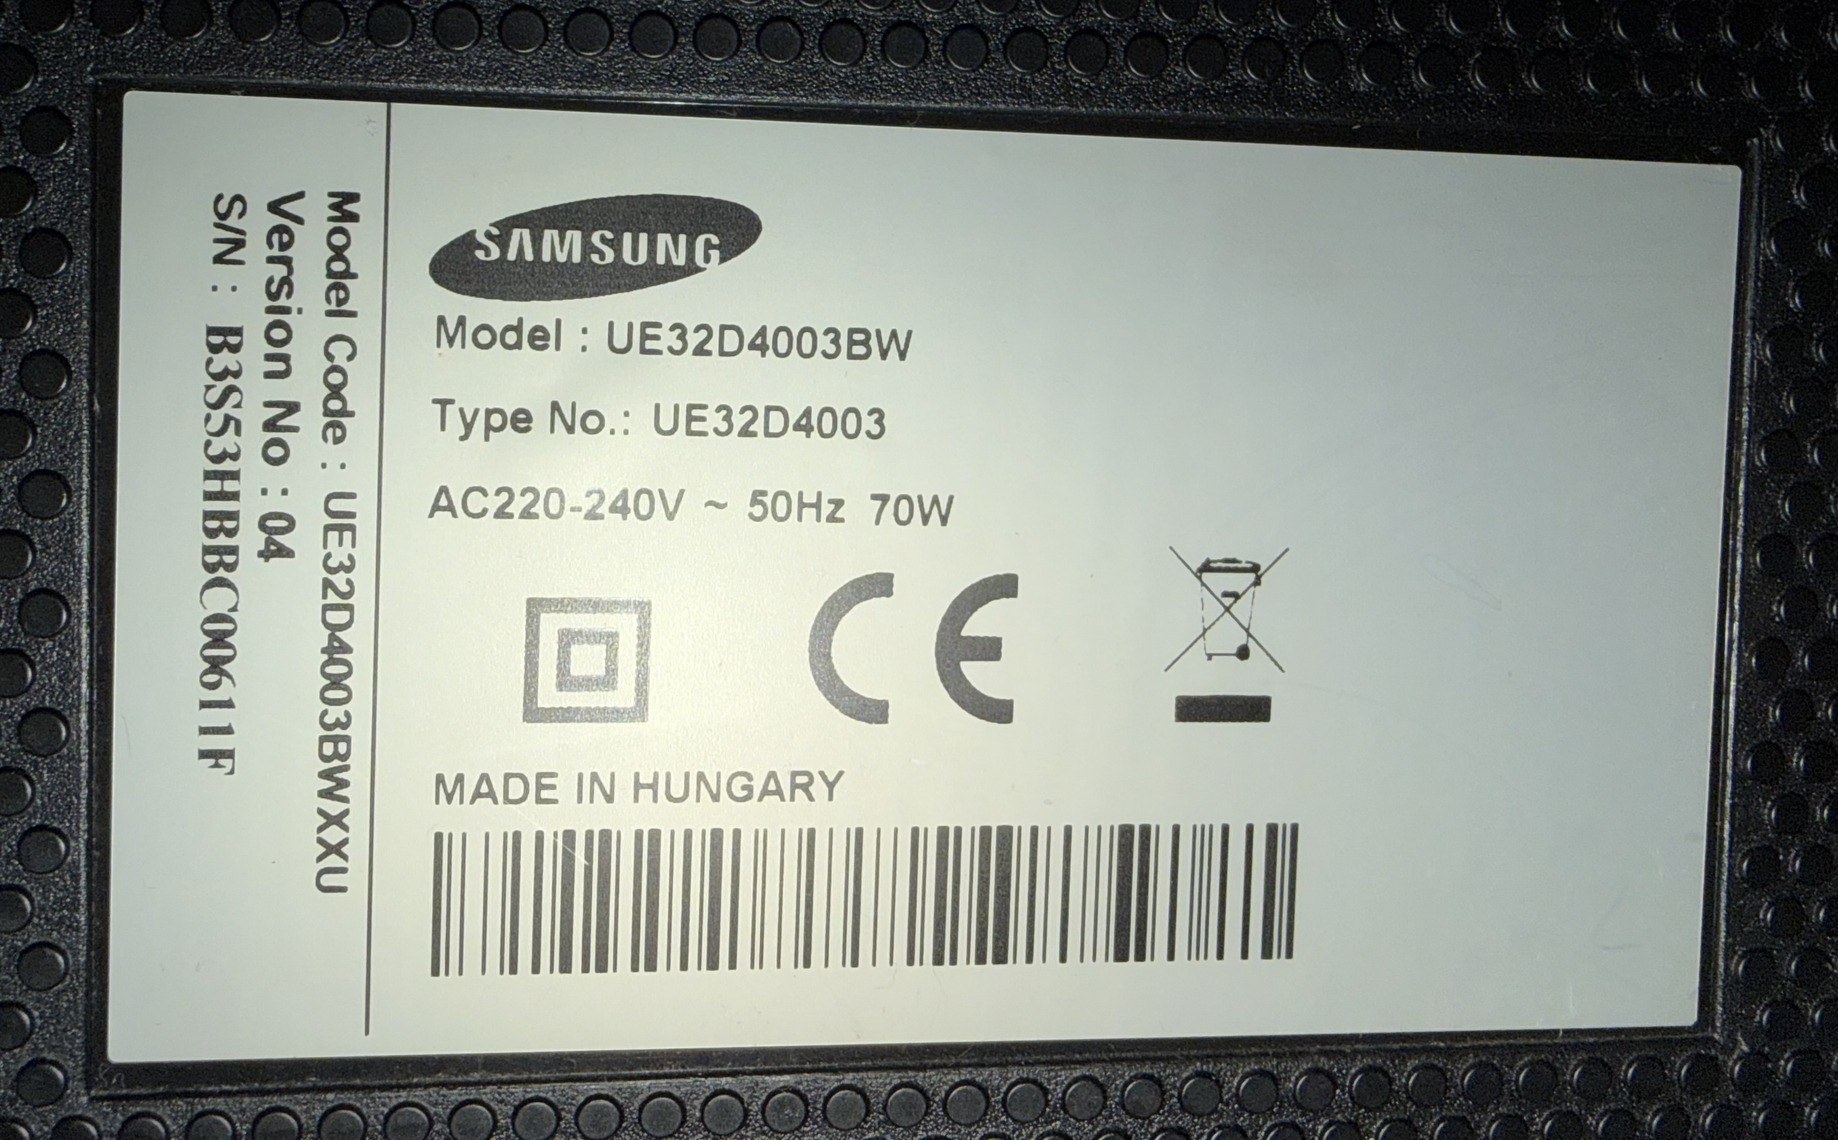 SAMSUNG
Model : UE32D4003BW
Type No.: UE32D4003
AC220-240V ~ 50Hz 70W
CE
MADE IN HUNGARY
Model Code : UE32D4003BWXXU
Version No : 04
S/N : B3S53HBBC00611F